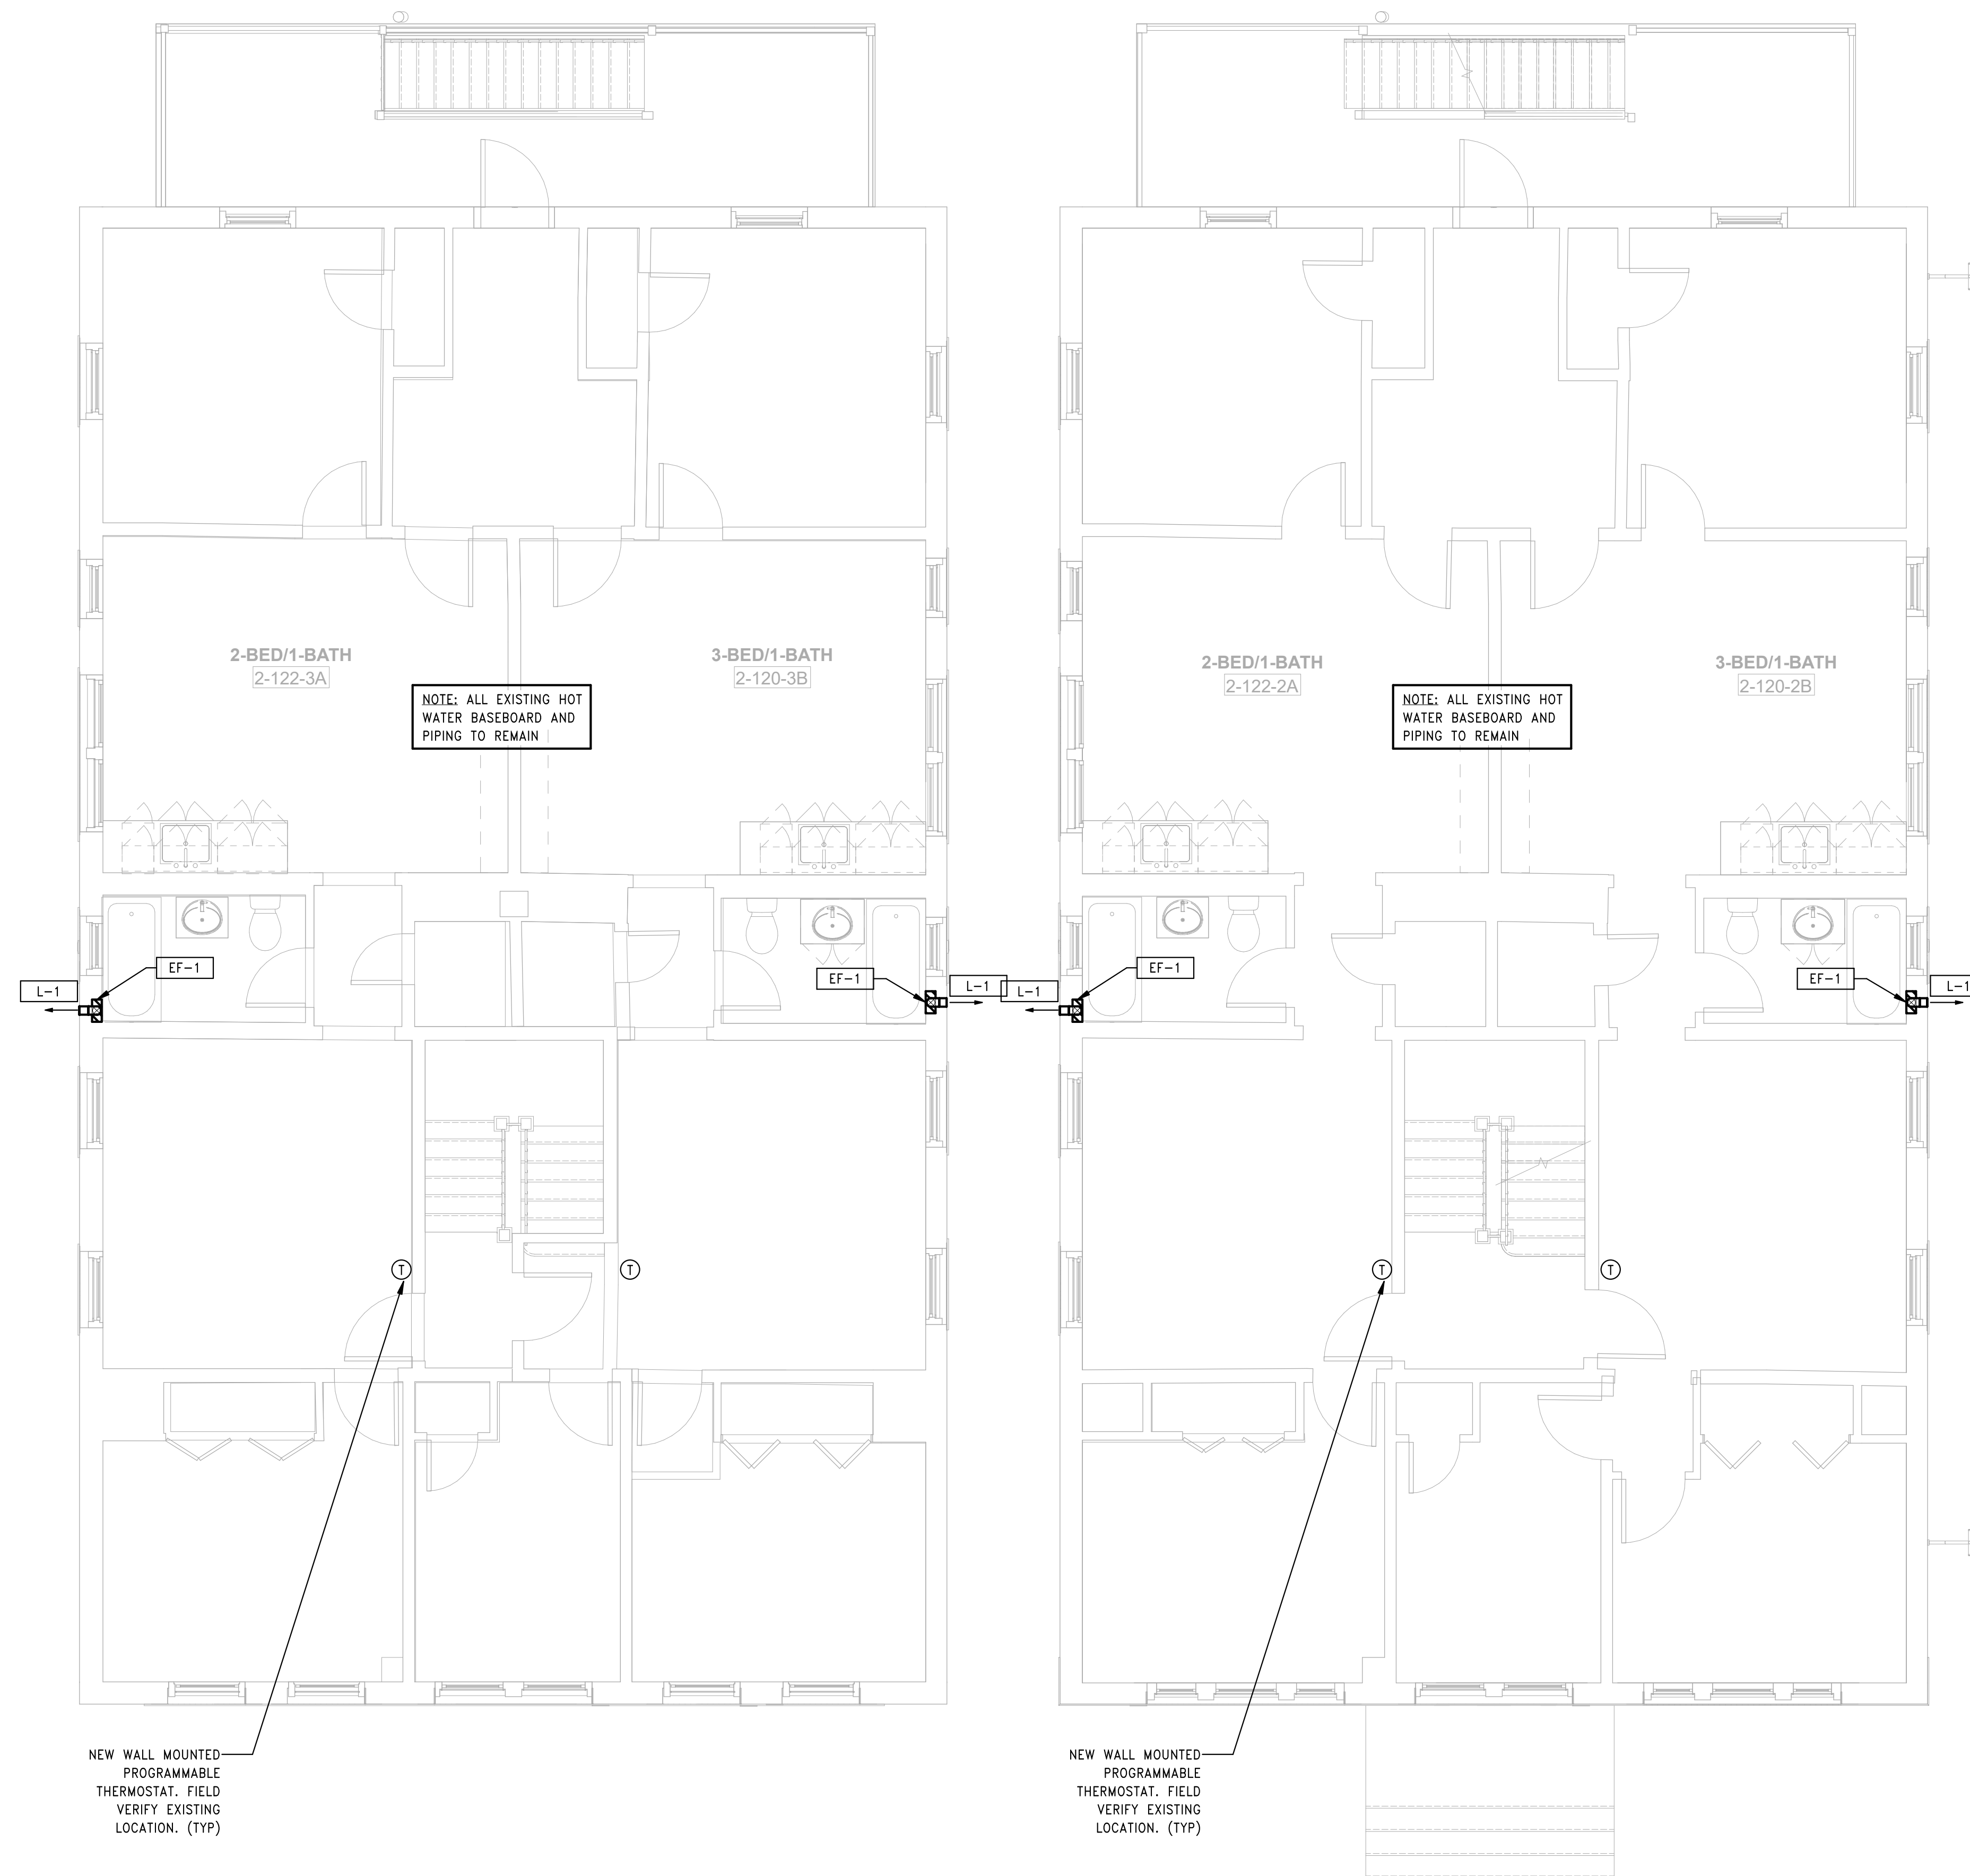 2-BED/1-BATH
2-122-3A
3-BED/1-BATH
2-120-3B
NOTE: ALL EXISTING HOT
WATER BASEBOARD AND
PIPING TO REMAIN
EF-1
L-1
EF-1
L-1
T
T
NEW WALL MOUNTED
PROGRAMMABLE
THERMOSTAT. FIELD
VERIFY EXISTING
LOCATION. (TYP)
2-BED/1-BATH
2-122-2A
3-BED/1-BATH
2-120-2B
NOTE: ALL EXISTING HOT
WATER BASEBOARD AND
PIPING TO REMAIN
L-1
EF-1
EF-1
L-1
T
T
NEW WALL MOUNTED
PROGRAMMABLE
THERMOSTAT. FIELD
VERIFY EXISTING
LOCATION. (TYP)